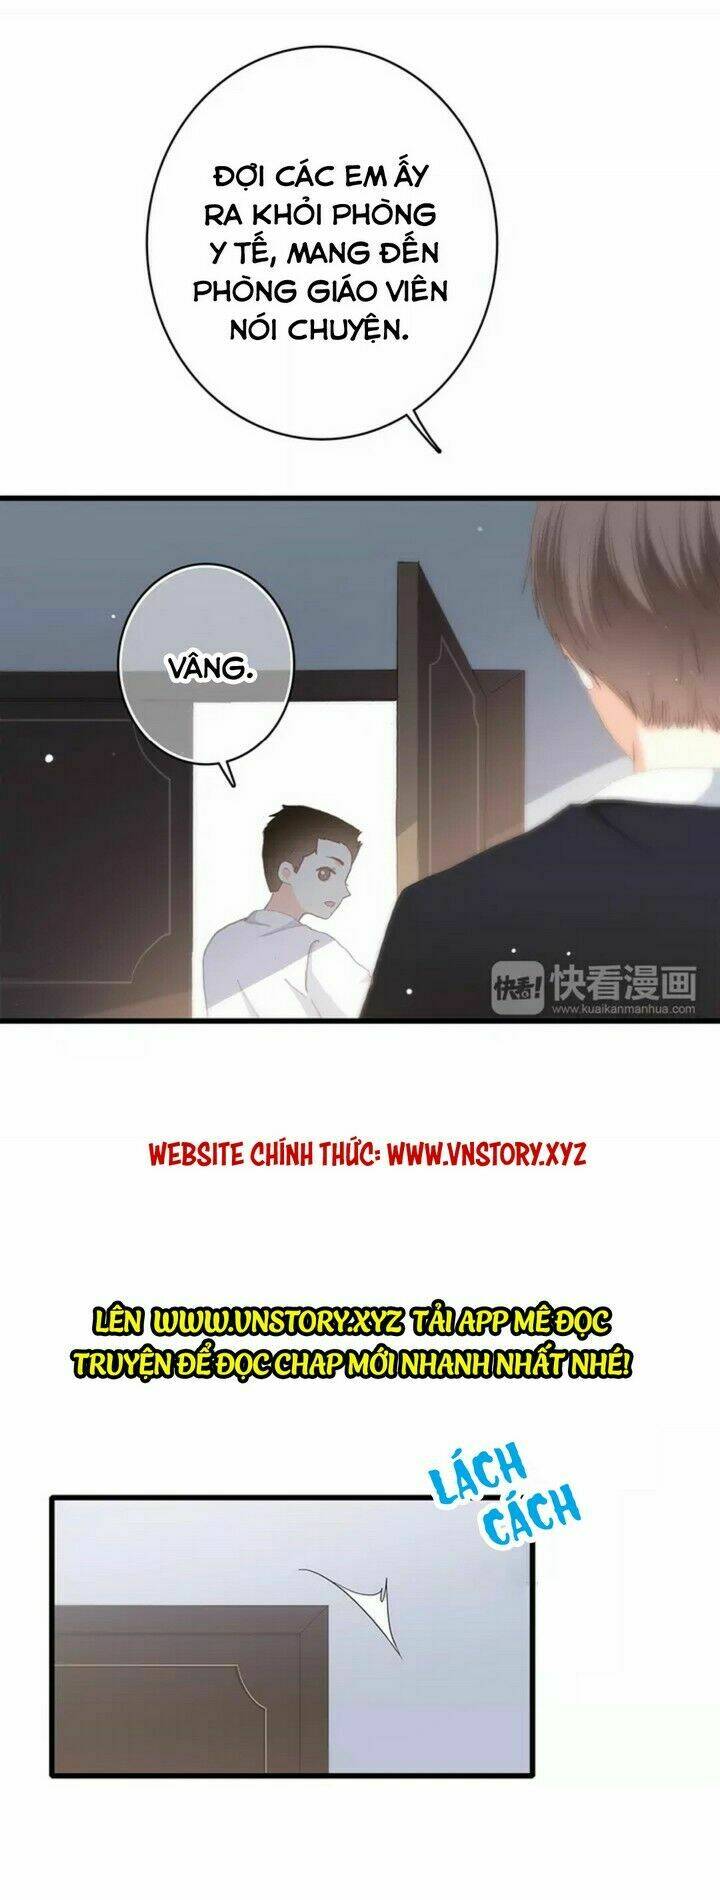 ĐỢI CÁC EM ẤY
RA KHỎI PHÒNG
Y TẾ, MANG ĐẾN
PHÒNG GIÁO VIÊN
NÓI CHUYỆN.
VÂNG.
快看! 快看漫画
www.kuaikanmanhua.com
WEBSITE CHÍNH THỨC: WWW.VNSTORY.XYZ
LÊN WWW.VNSTORY.XYZ TẢI APP MÊ ĐỌC
TRUYỆN ĐỂ ĐỌC CHAP MỚI NHANH NHẤT NHÉ!
LÁCH
CÁCH